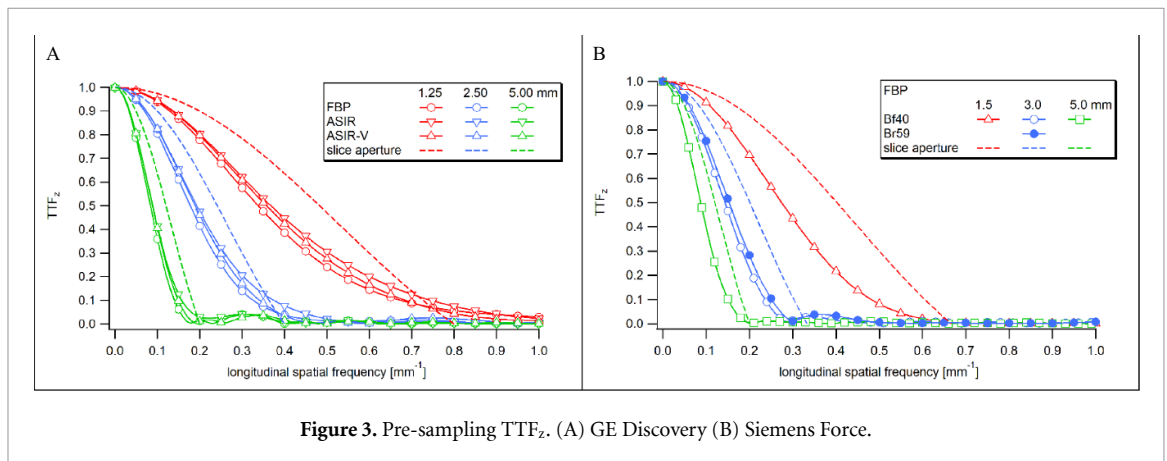 A
1.25 2.50 5.00 mm
FBP
ASIR
ASIR-V
slice aperture
1.0
0.9
0.8
0.7
0.6
0.5
0.4
0.3
0.2
0.1
0.0
TTFz
0.0 0.1 0.2 0.3 0.4 0.5 0.6 0.7 0.8 0.9 1.0
longitudinal spatial frequency [mm⁻¹]
B
FBP
1.5 3.0 5.0 mm
Bf40
Br59
slice aperture
1.0
0.9
0.8
0.7
0.6
0.5
0.4
0.3
0.2
0.1
0.0
TTFz
0.0 0.1 0.2 0.3 0.4 0.5 0.6 0.7 0.8 0.9 1.0
longitudinal spatial frequency [mm⁻¹]
Figure 3. Pre-sampling TTFz. (A) GE Discovery (B) Siemens Force.